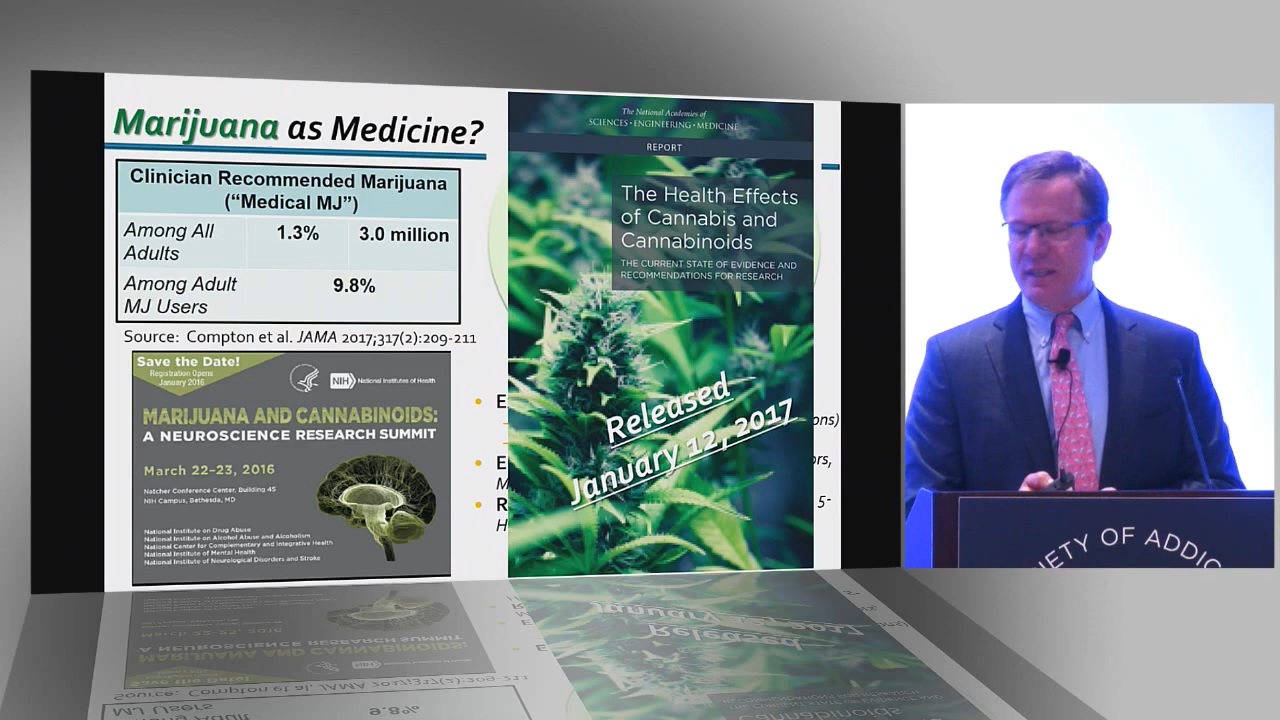 Marijuana as Medicine?
Clinician Recommended Marijuana
(“Medical MJ”)
Among All
Adults
1.3%
3.0 million
Among Adult
MJ Users
9.8%
Source: Compton et al. JAMA 2017;317(2):209-211
Save the Date!
Registration Opens
January 2016
NIH National Institutes of Health
MARIJUANA AND CANNABINOIDS:
A NEUROSCIENCE RESEARCH SUMMIT
March 22-23, 2016
Natcher Conference Center, Building 45
NIH Campus, Bethesda, MD
National Institute on Drug Abuse
National Institute on Alcohol Abuse and Alcoholism
National Center for Complementary and Integrative Health
National Institute of Mental Health
National Institute of Neurological Disorders and Stroke
The National Academies of
SCIENCES • ENGINEERING • MEDICINE
REPORT
The Health Effects
of Cannabis and
Cannabinoids
THE CURRENT STATE OF EVIDENCE AND
RECOMMENDATIONS FOR RESEARCH
Released
January 12, 2017
• E
ons)
• E
ors,
M
• R
5-
H
IETY OF ADDIC